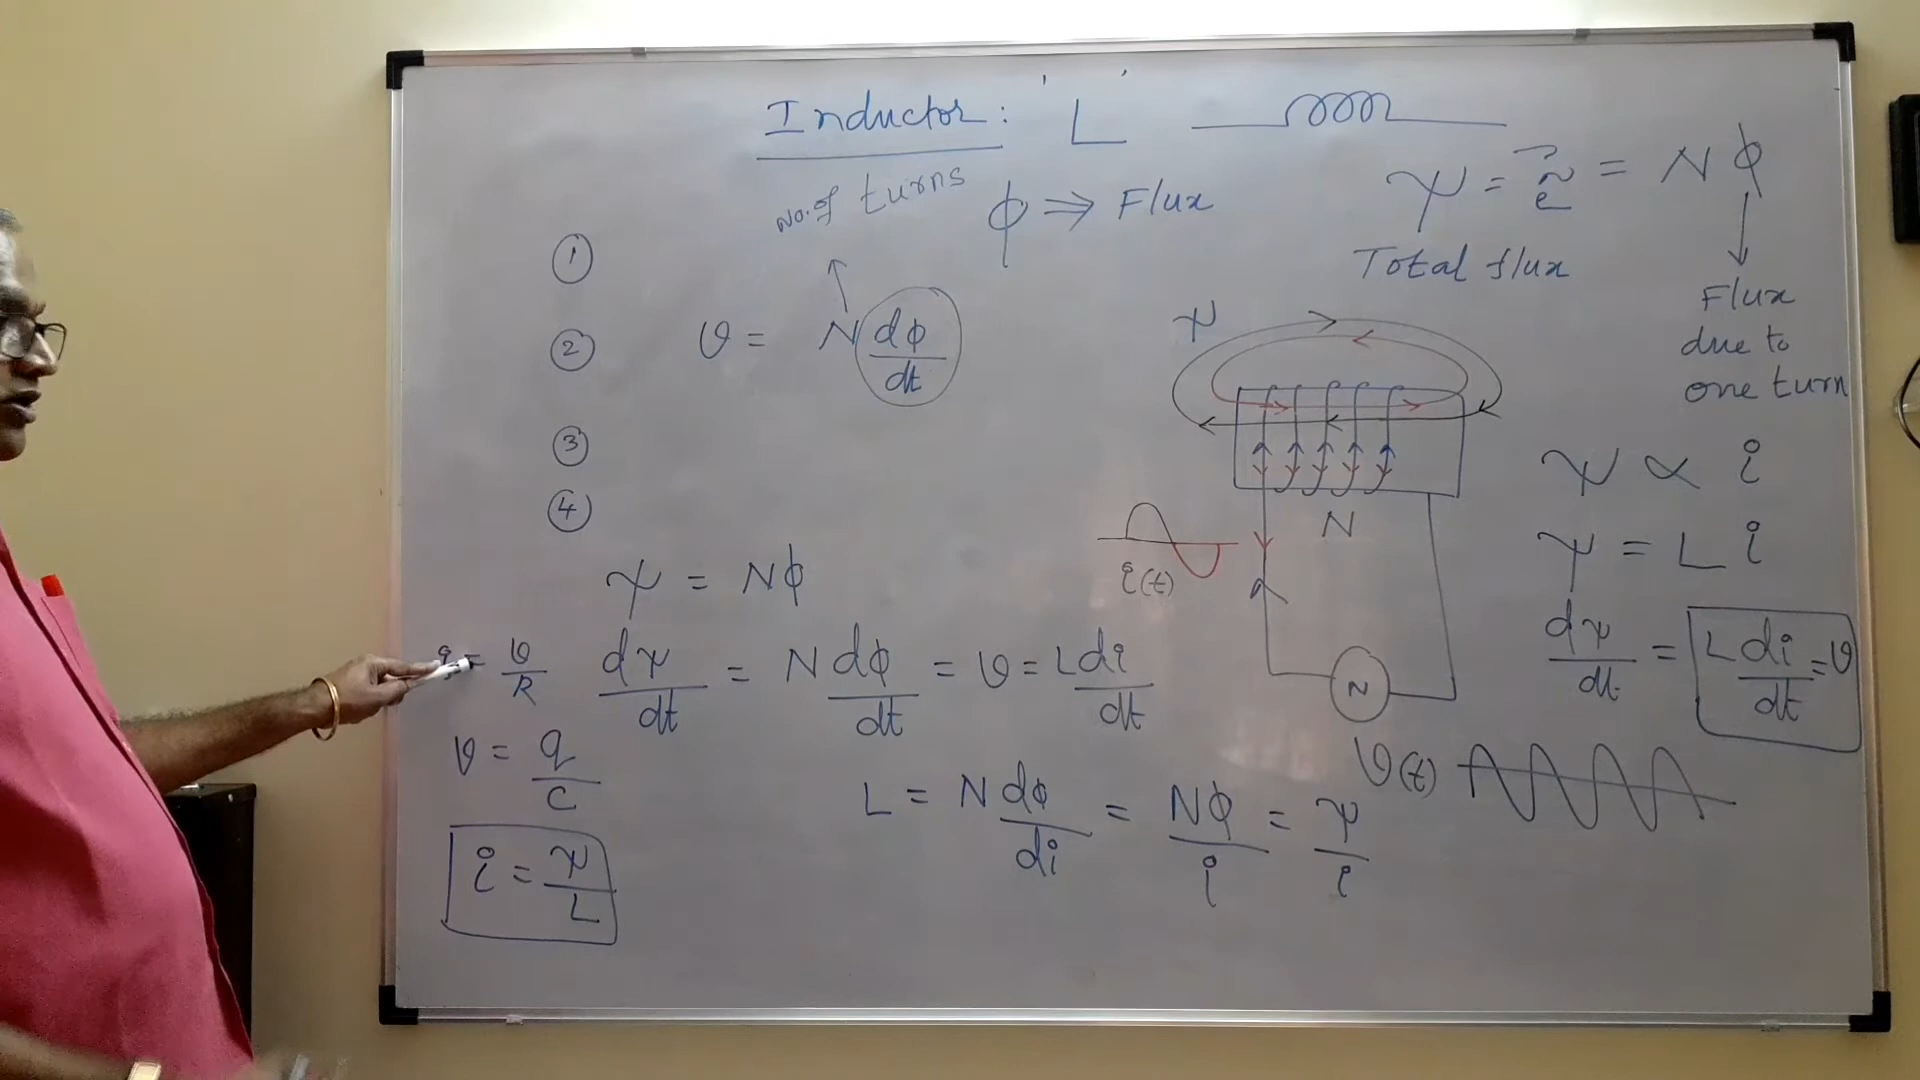 Inductor: 'L'
No. of turns
ϕ ⇒ Flux
ψ = = Nϕ
Total flux
Flux
due to
one turn
①
② v = N dϕ/dt
③
④
ψ
N
i(t)
ψ ∝ i
ψ = L i
dψ/dt = L di/dt = v
v(t)
ψ = Nϕ
i = v/R
dψ/dt = N dϕ/dt = v = L di/dt
v = q/C
L = N dϕ/di = Nϕ/i = ψ/i
i = ψ/L